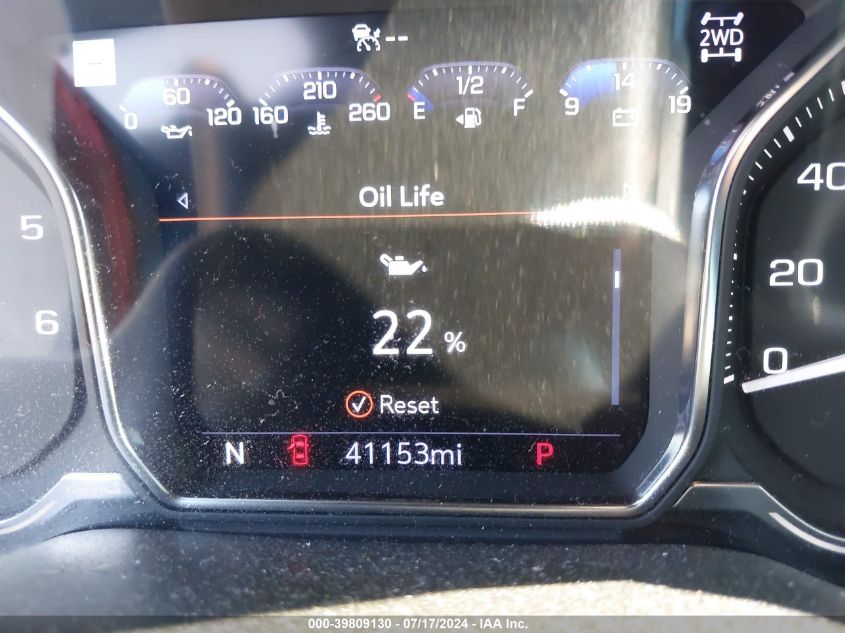 --
2WD
0 60 120
160 210 260
E 1/2 F
9 14 19
Oil Life
22 %
Reset
N 41153mi P
5
6
40
20
0
000-39809130 - 07/17/2024 - IAA Inc.